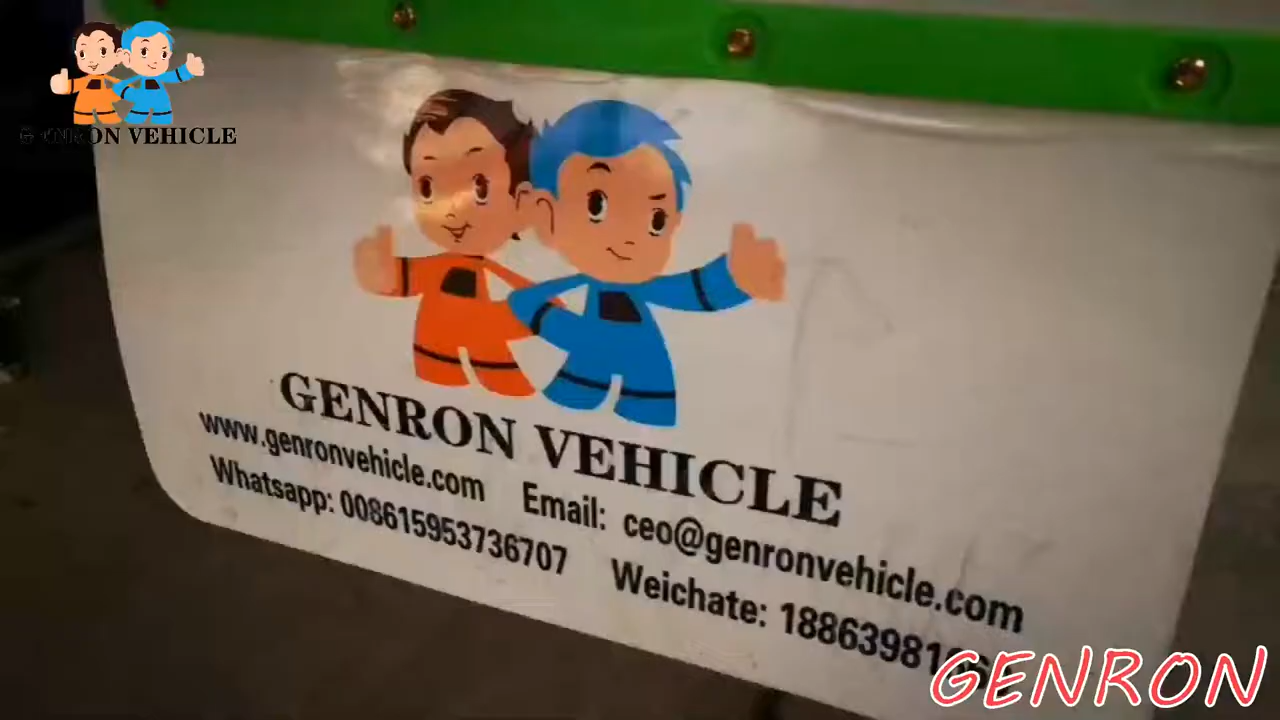 GENRON VEHICLE
GENRON VEHICLE
www.genronvehicle.com Email: ceo@genronvehicle.com
Whatsapp: 008615953736707 Weichate:
GENRON